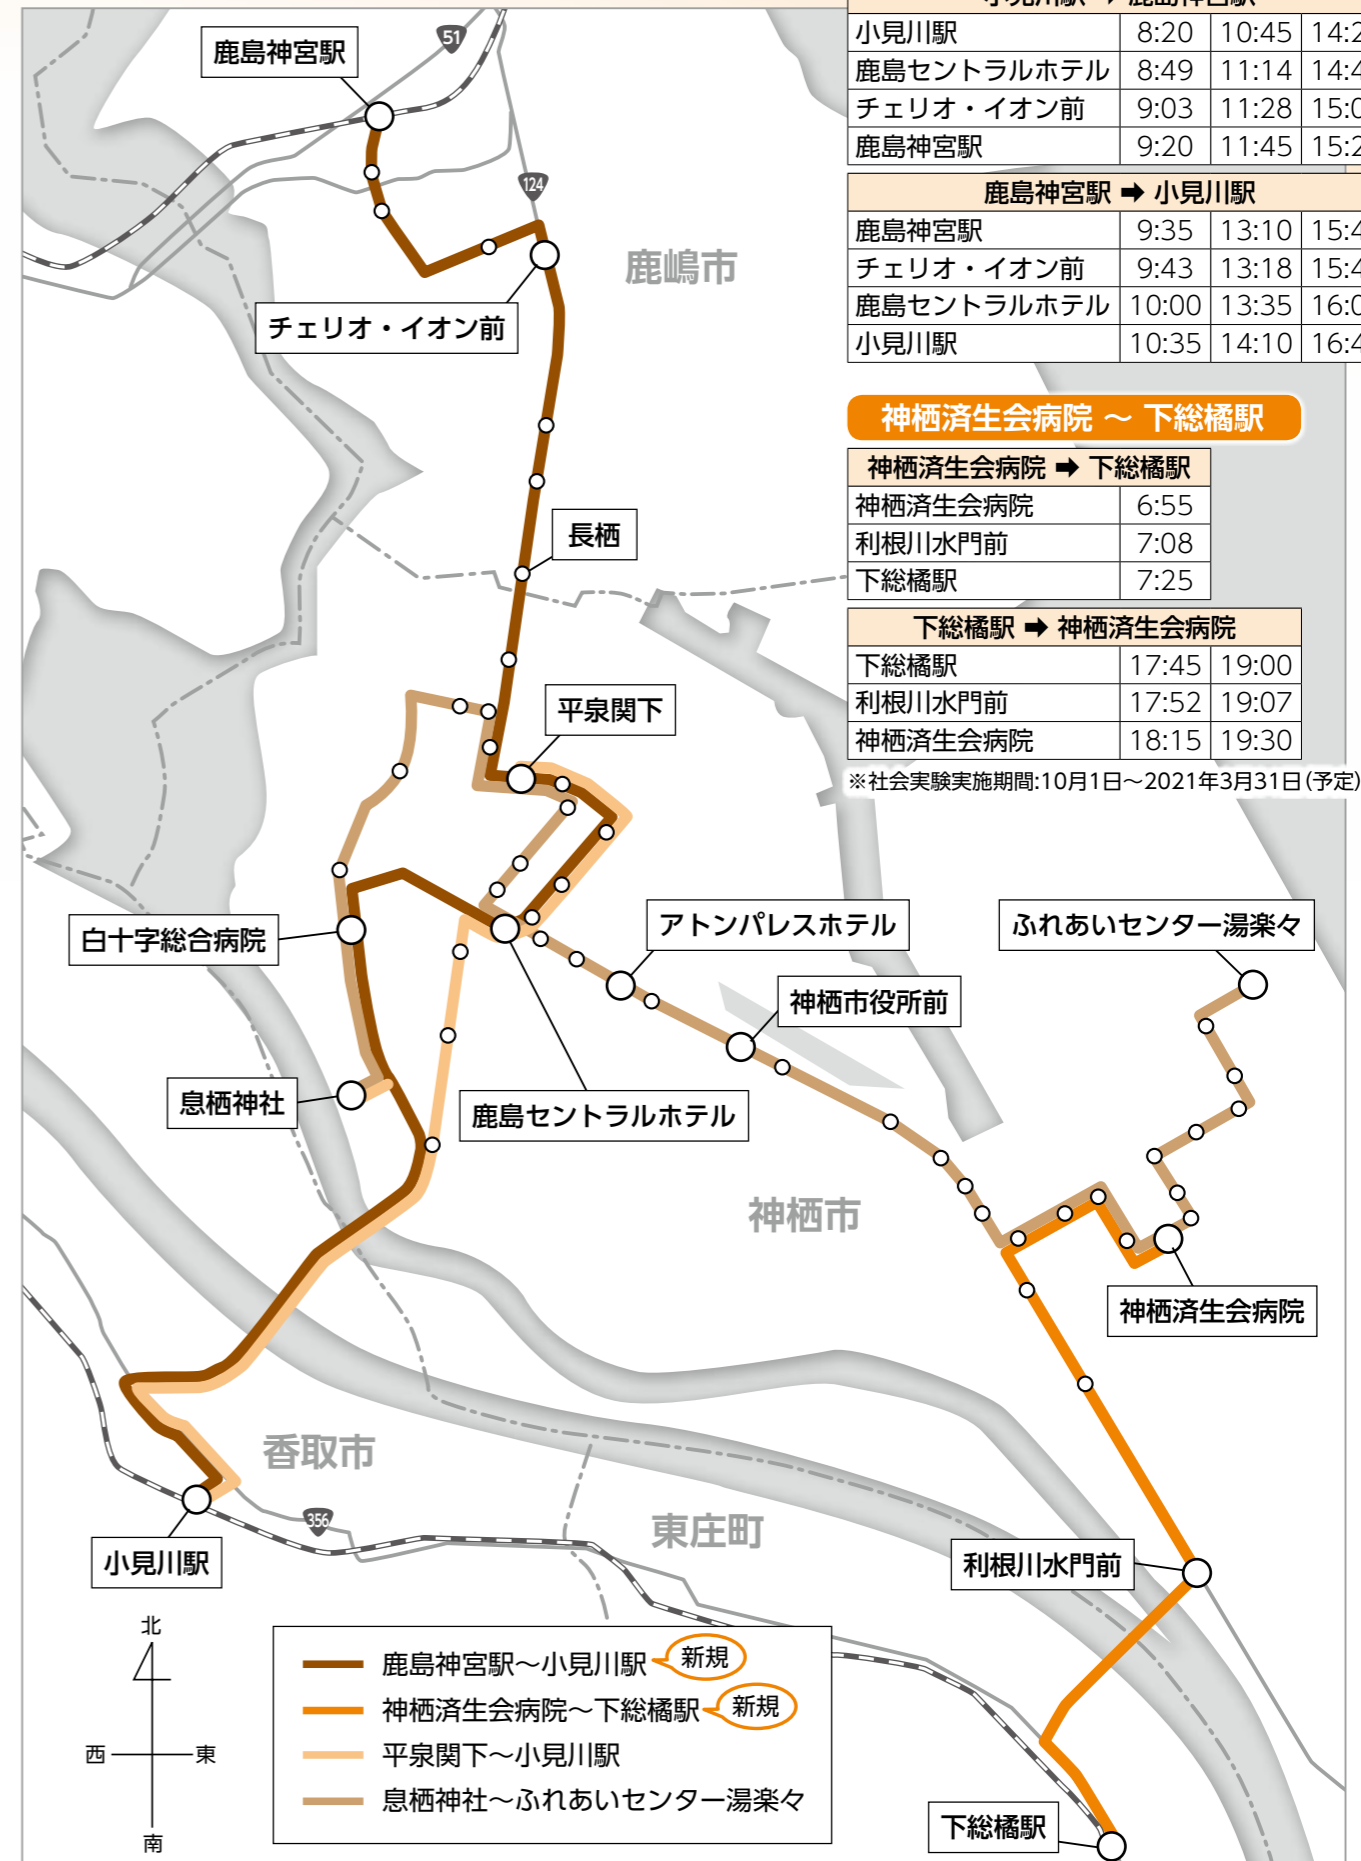 小見川駅 ➡ 鹿島神宮駅
小見川駅 8:20 10:45
鹿島セントラルホテル 8:49 11:14
チェリオ・イオン前 9:03 11:28
鹿島神宮駅 9:20 11:45
鹿島神宮駅 ➡ 小見川駅
鹿島神宮駅 9:35 13:10
チェリオ・イオン前 9:43 13:18
鹿島セントラルホテル 10:00 13:35
小見川駅 10:35 14:10
神栖済生会病院 ～ 下総橘駅
神栖済生会病院 ➡ 下総橘駅
神栖済生会病院 6:55
利根川水門前 7:08
下総橘駅 7:25
下総橘駅 ➡ 神栖済生会病院
下総橘駅 17:45 19:00
利根川水門前 17:52 19:07
神栖済生会病院 18:15 19:30
※社会実験実施期間:10月1日～2021年3月31日(予定)
鹿島神宮駅
51
124
鹿嶋市
チェリオ・イオン前
長栖
平泉関下
白十字総合病院
アトンパレスホテル
ふれあいセンター湯楽々
神栖市役所前
息栖神社
鹿島セントラルホテル
神栖市
神栖済生会病院
香取市
356
東庄町
小見川駅
利根川水門前
下総橘駅
北
西
東
南
鹿島神宮駅～小見川駅 新規
神栖済生会病院～下総橘駅 新規
平泉関下～小見川駅
息栖神社～ふれあいセンター湯楽々